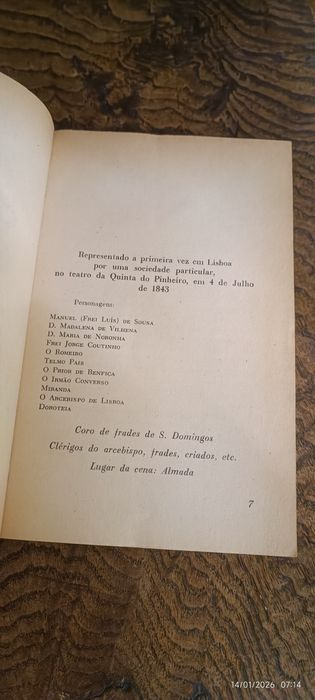 Representado a primeira vez em Lisboa
por uma sociedade particular,
no teatro da Quinta do Pinheiro, em 4 de Julho
de 1843
Personagens:
MANUEL (FREI LUÍS) DE SOUSA
D. MADALENA DE VILHENA
D. MARIA DE NORONHA
FREI JORGE COUTINHO
O ROMEIRO
TELMO PAIS
O PRIOR DE BENFICA
O IRMÃO CONVERSO
MIRANDA
O ARCEBISPO DE LISBOA
DOROTEIA
Coro de frades de S. Domingos
Clérigos do arcebispo, frades, criados, etc.
Lugar da cena: Almada
7
14/01/2026 07:14